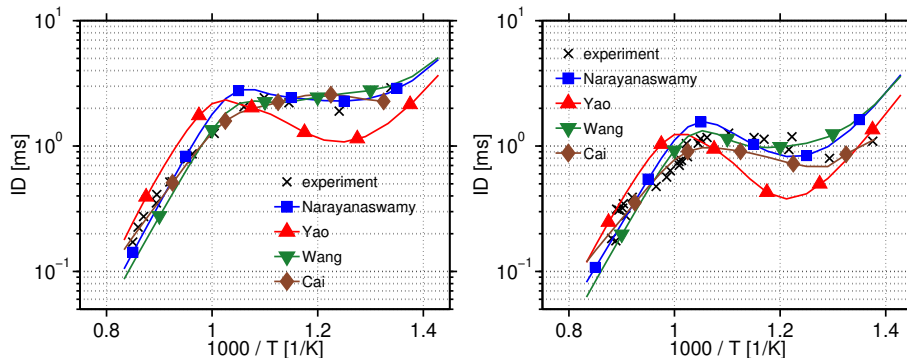 10^1
10^0
10^-1
ID [ms]
experiment
Narayanaswamy
Yao
Wang
Cai
0.8 1 1.2 1.4
1000 / T [1/K]
10^1
10^0
10^-1
ID [ms]
experiment
Narayanaswamy
Yao
Wang
Cai
0.8 1 1.2 1.4
1000 / T [1/K]